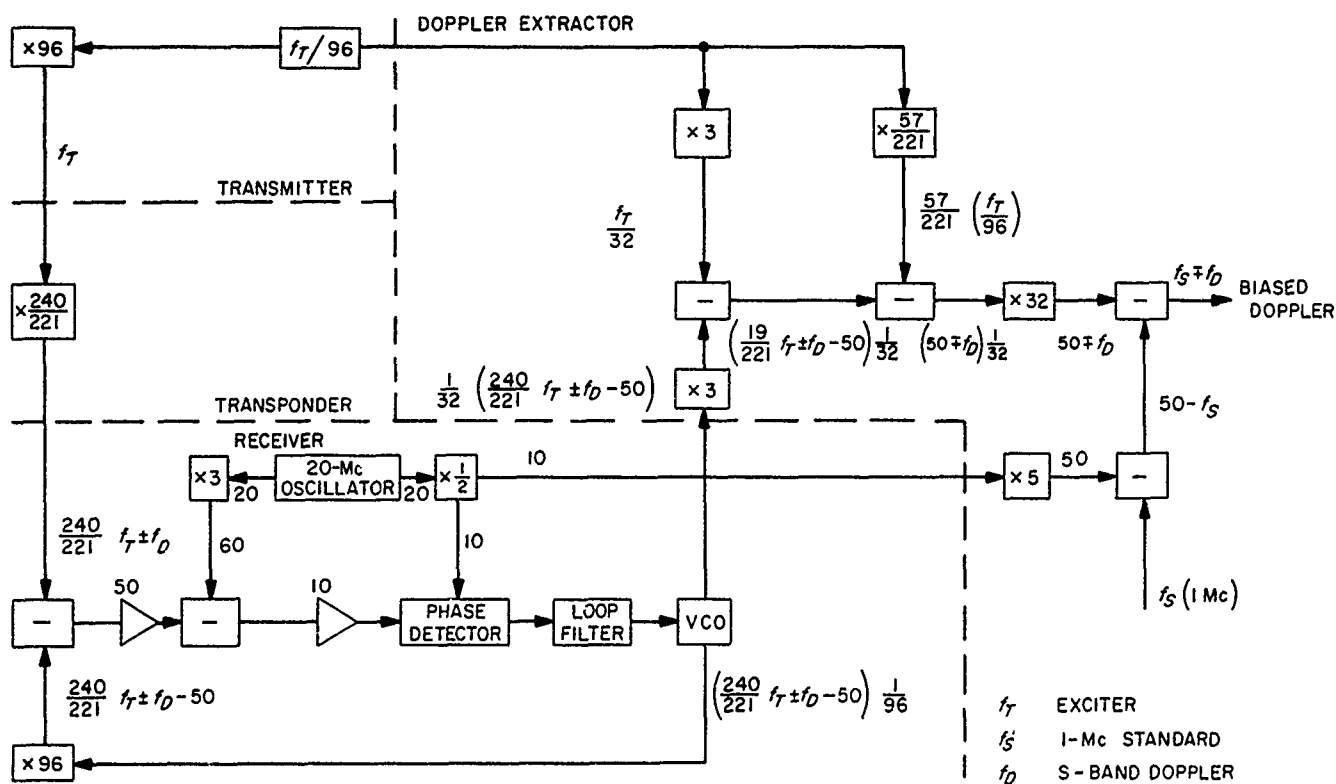 DOPPLER EXTRACTOR
×96
f_T/96
×3
×57/221
f_T
TRANSMITTER
f_T/32
57/221 (f_T/96)
×240/221
−
−
×32
−
f_S∓f_D
BIASED DOPPLER
(19/221 f_T±f_D−50)1/32
(50∓f_D)1/32
50∓f_D
1/32 (240/221 f_T±f_D−50)
×3
TRANSPONDER
50−f_S
RECEIVER
×3
20
20-Mc OSCILLATOR
20
×1/2
10
×5
50
−
240/221 f_T±f_D
60
10
f_S (1 Mc)
−
50
−
10
PHASE DETECTOR
LOOP FILTER
VCO
240/221 f_T±f_D−50
(240/221 f_T±f_D−50) 1/96
×96
f_T EXCITER
f_S 1-Mc STANDARD
f_D S-BAND DOPPLER